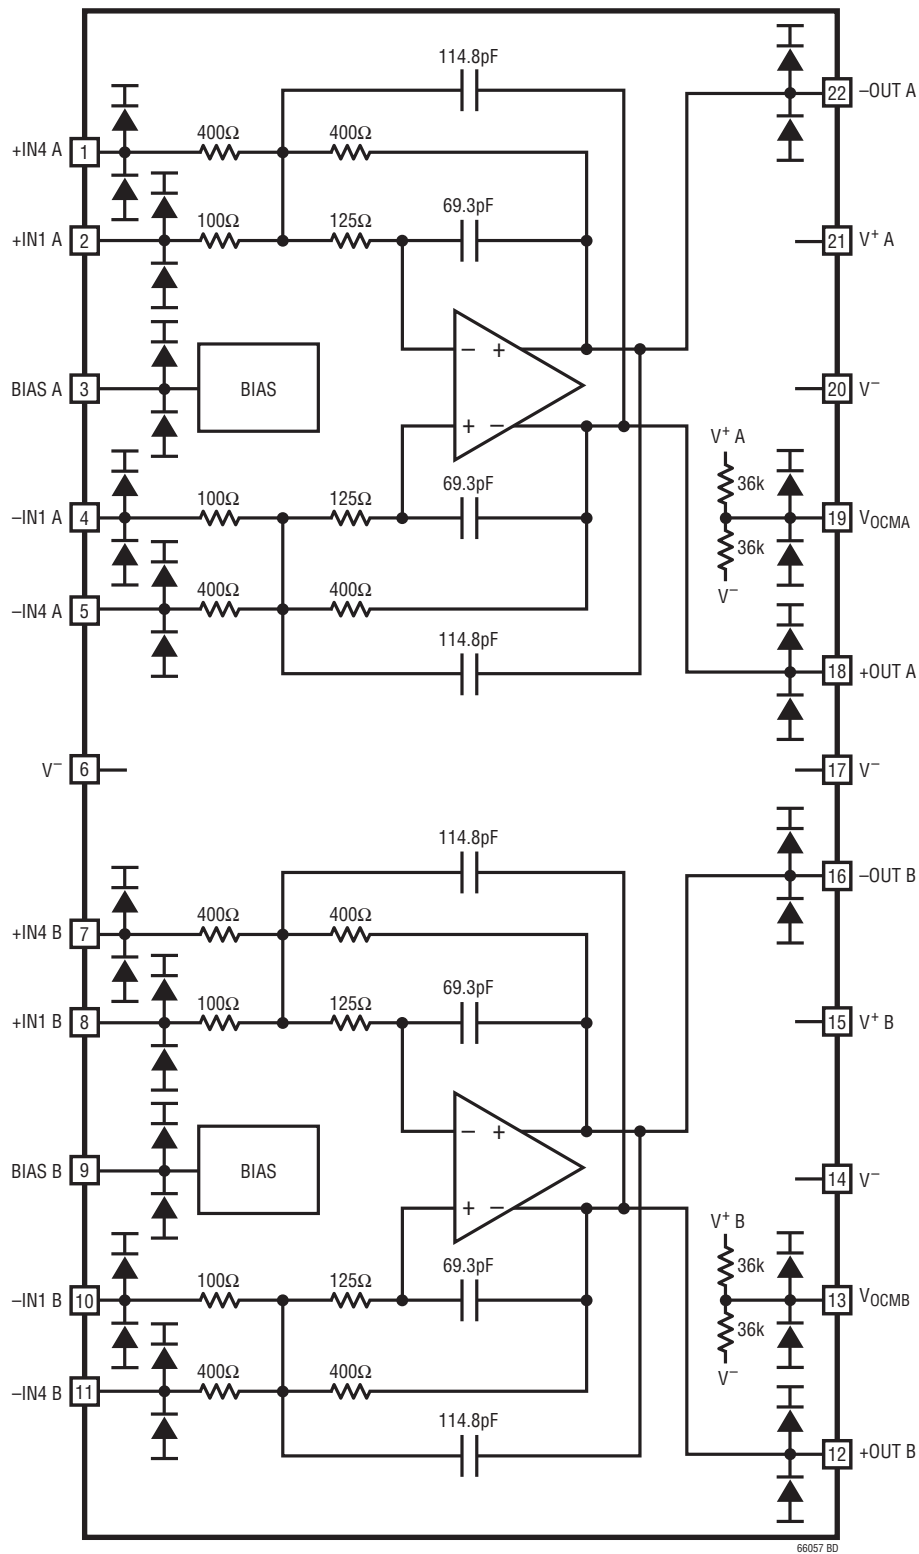 114.8pF
22 –OUT A
+IN4 A 1 400Ω 400Ω
69.3pF
+IN1 A 2 100Ω 125Ω
21 V+ A
– +
BIAS A 3 BIAS
20 V–
+ –
V+ A
36k
69.3pF
–IN1 A 4 100Ω 125Ω
19 VOCMA
36k
V–
–IN4 A 5 400Ω 400Ω
114.8pF
18 +OUT A
V– 6
17 V–
114.8pF
16 –OUT B
+IN4 B 7 400Ω 400Ω
69.3pF
+IN1 B 8 100Ω 125Ω
15 V+ B
– +
BIAS B 9 BIAS
14 V–
+ –
V+ B
36k
69.3pF
–IN1 B 10 100Ω 125Ω
13 VOCMB
36k
V–
–IN4 B 11 400Ω 400Ω
114.8pF
12 +OUT B
66057 BD